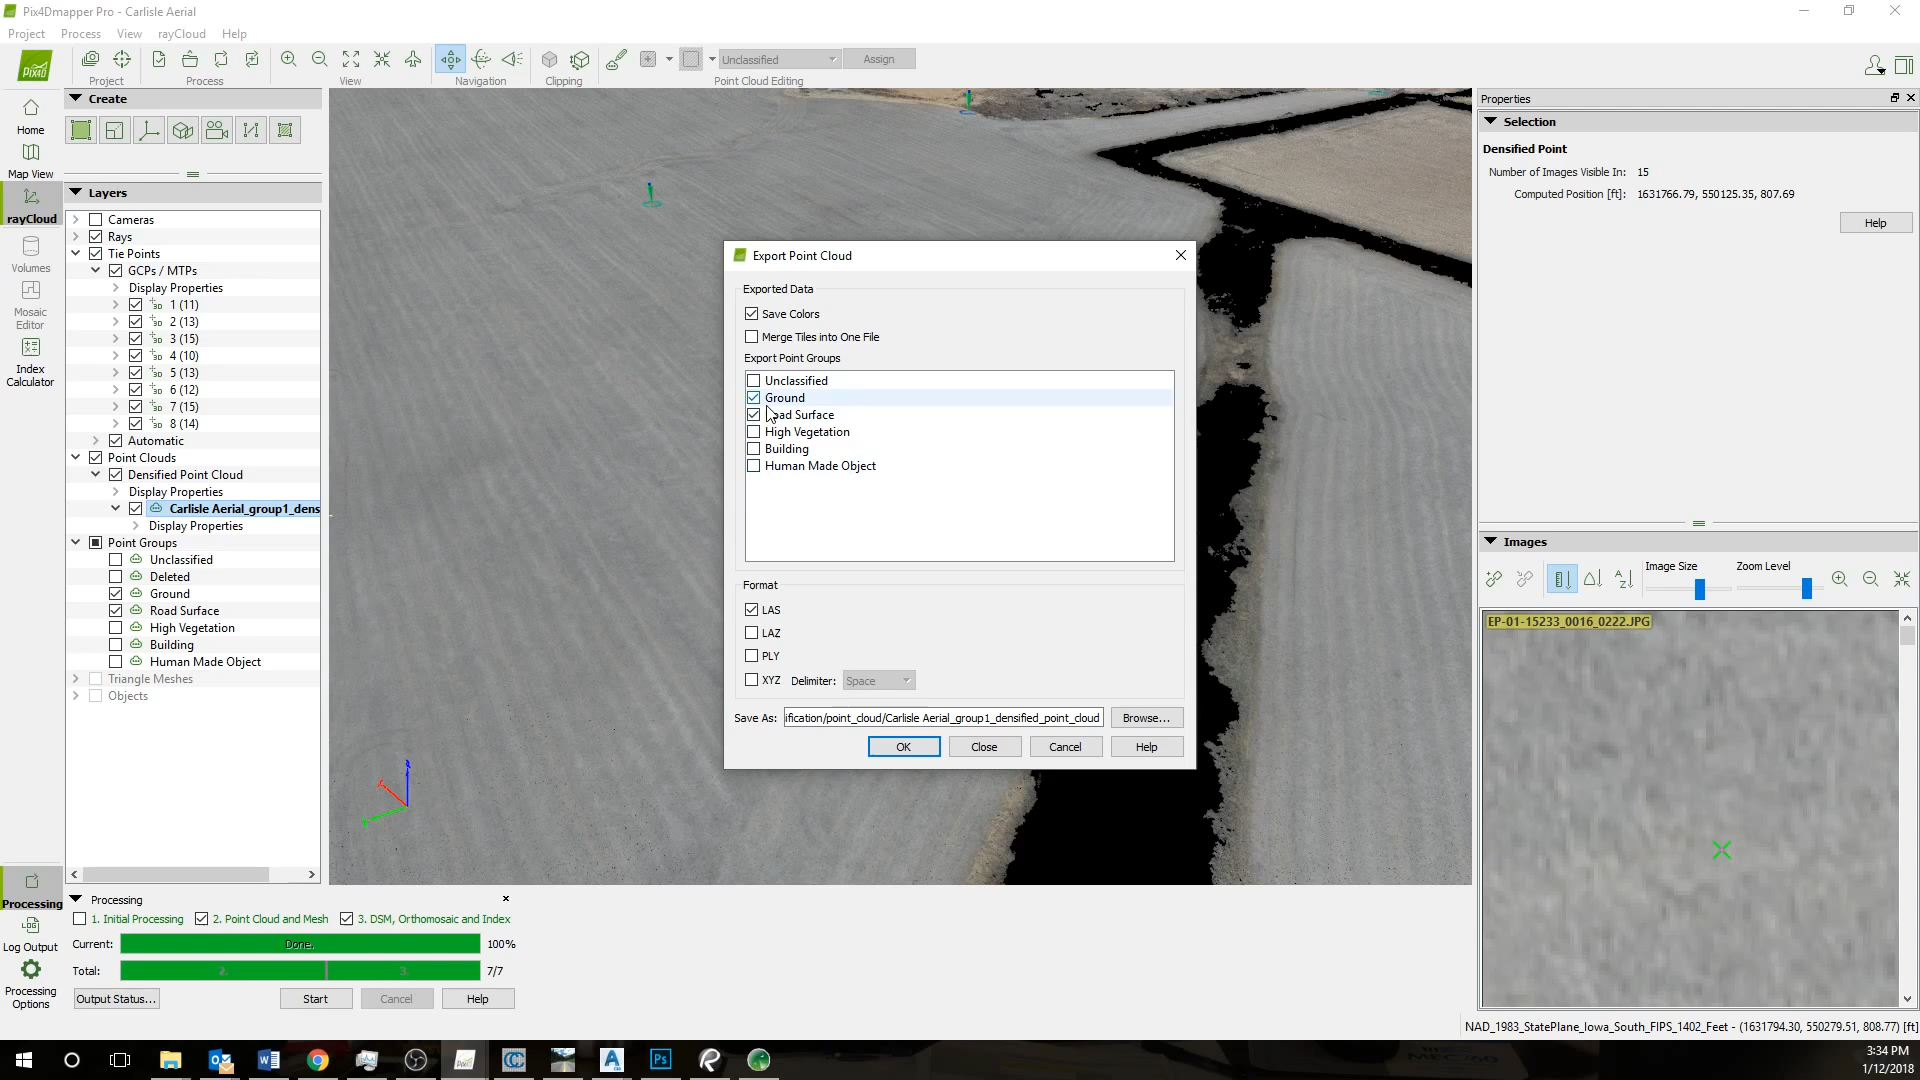 Pix4Dmapper Pro - Carlisle Aerial
Project Process View rayCloud Help
PIX4D
Unclassified
Assign
Project Process View Navigation Clipping Point Cloud Editing
Home
Map View
rayCloud
Volumes
Mosaic
Editor
Index
Calculator
Create
Layers
Cameras
Rays
Tie Points
GCPs / MTPs
Display Properties
1 (11)
2 (13)
3 (15)
4 (10)
5 (13)
6 (12)
7 (15)
8 (14)
Automatic
Point Clouds
Densified Point Cloud
Display Properties
Carlisle Aerial_group1_dens
Display Properties
Point Groups
Unclassified
Deleted
Ground
Road Surface
High Vegetation
Building
Human Made Object
Triangle Meshes
Objects
Export Point Cloud
Exported Data
Save Colors
Merge Tiles into One File
Export Point Groups
Unclassified
Ground
Road Surface
High Vegetation
Building
Human Made Object
Format
LAS
LAZ
PLY
XYZ Delimiter: Space
Save As: ification/point_cloud/Carlisle Aerial_group1_densified_point_cloud Browse...
OK Close Cancel Help
Properties
Selection
Densified Point
Number of Images Visible In: 15
Computed Position [ft]: 1631766.79, 550125.35, 807.69
Help
Images
Image Size Zoom Level
EP-01-15233_0016_0222.JPG
Processing
Log Output
Processing
Options
Processing
1. Initial Processing 2. Point Cloud and Mesh 3. DSM, Orthomosaic and Index
Current: Done. 100%
Total: 2. 3. 7/7
Output Status... Start Cancel Help
NAD_1983_StatePlane_Iowa_South_FIPS_1402_Feet - (1631794.30, 550279.51, 808.77) [ft]
3:34 PM
1/12/2018